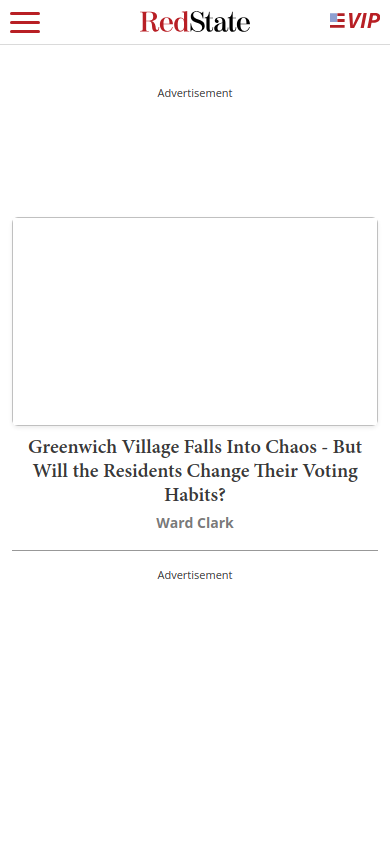 RedState
VIP
Advertisement
Greenwich Village Falls Into Chaos - But
Will the Residents Change Their Voting
Habits?
Ward Clark
Advertisement